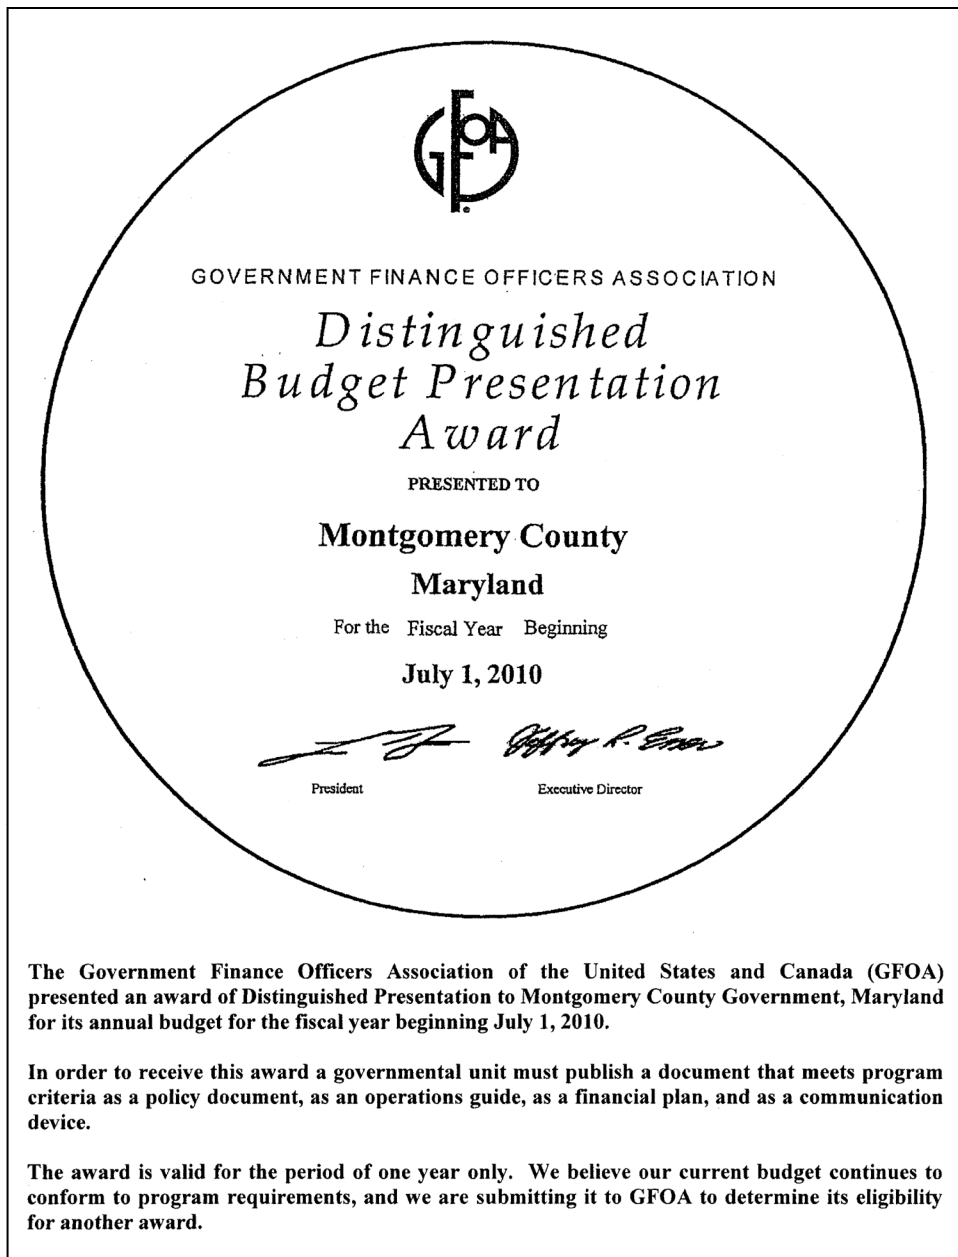 GFOA
GOVERNMENT FINANCE OFFICERS ASSOCIATION
Distinguished
Budget Presentation
Award
PRESENTED TO
Montgomery County
Maryland
For the Fiscal Year Beginning
July 1, 2010
Jeffrey R. Enser
President Executive Director
The Government Finance Officers Association of the United States and Canada (GFOA)
presented an award of Distinguished Presentation to Montgomery County Government, Maryland
for its annual budget for the fiscal year beginning July 1, 2010.
In order to receive this award a governmental unit must publish a document that meets program
criteria as a policy document, as an operations guide, as a financial plan, and as a communication
device.
The award is valid for the period of one year only. We believe our current budget continues to
conform to program requirements, and we are submitting it to GFOA to determine its eligibility
for another award.